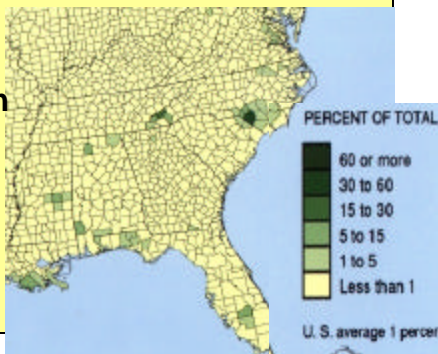 n
PERCENT OF TOTAL
60 or more
30 to 60
15 to 30
5 to 15
1 to 5
Less than 1
U. S. average 1 percen